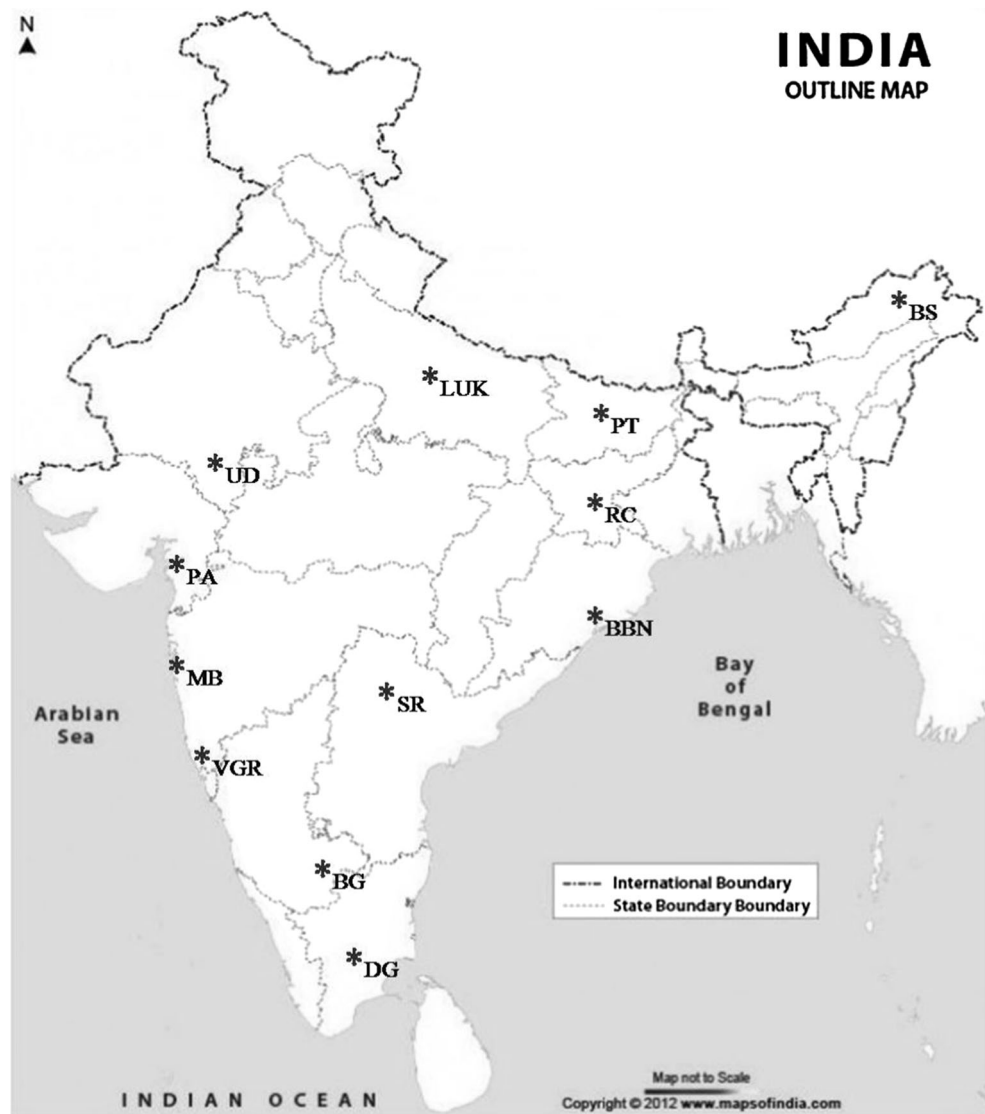 N
INDIA
OUTLINE MAP
* BS
* LUK
* PT
* UD
* RC
* PA
* BBN
* MB
* SR
Bay
of
Bengal
Arabian
Sea
* VGR
* BG
International Boundary
State Boundary Boundary
* DG
Map not to Scale
INDIAN OCEAN
Copyright © 2012 www.mapsofindia.com